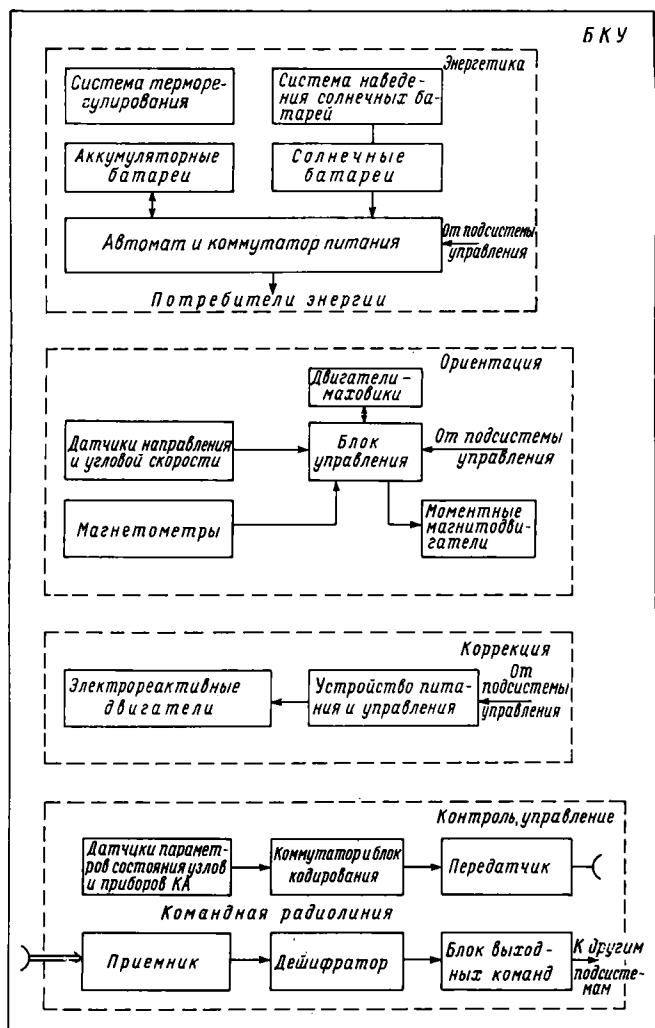 БКУ
Энергетика
Система терморе-
гулирования
Система наведе-
ния солнечных ба-
тарей
Аккумуляторные
батареи
Солнечные
батареи
Автомат и коммутатор питания
От подсистемы
управления
Потребители энергии
Ориентация
Двигатели-
маховики
Датчики направления
и угловой скорости
Блок
управления
От подсистемы
управления
Магнетометры
Моментные
магнитодви-
гатели
Коррекция
Электрореактивные
двигатели
Устройство пита-
ния и управления
От
подсистемы
управления
Контроль, управление
Датчики парамет-
ров состояния узлов
и приборов КА
Коммутатор и блок
кодирования
Передатчик
Командная радиолиния
Приемник
Дешифратор
Блок выход-
ных команд
К другим
подсисте-
мам